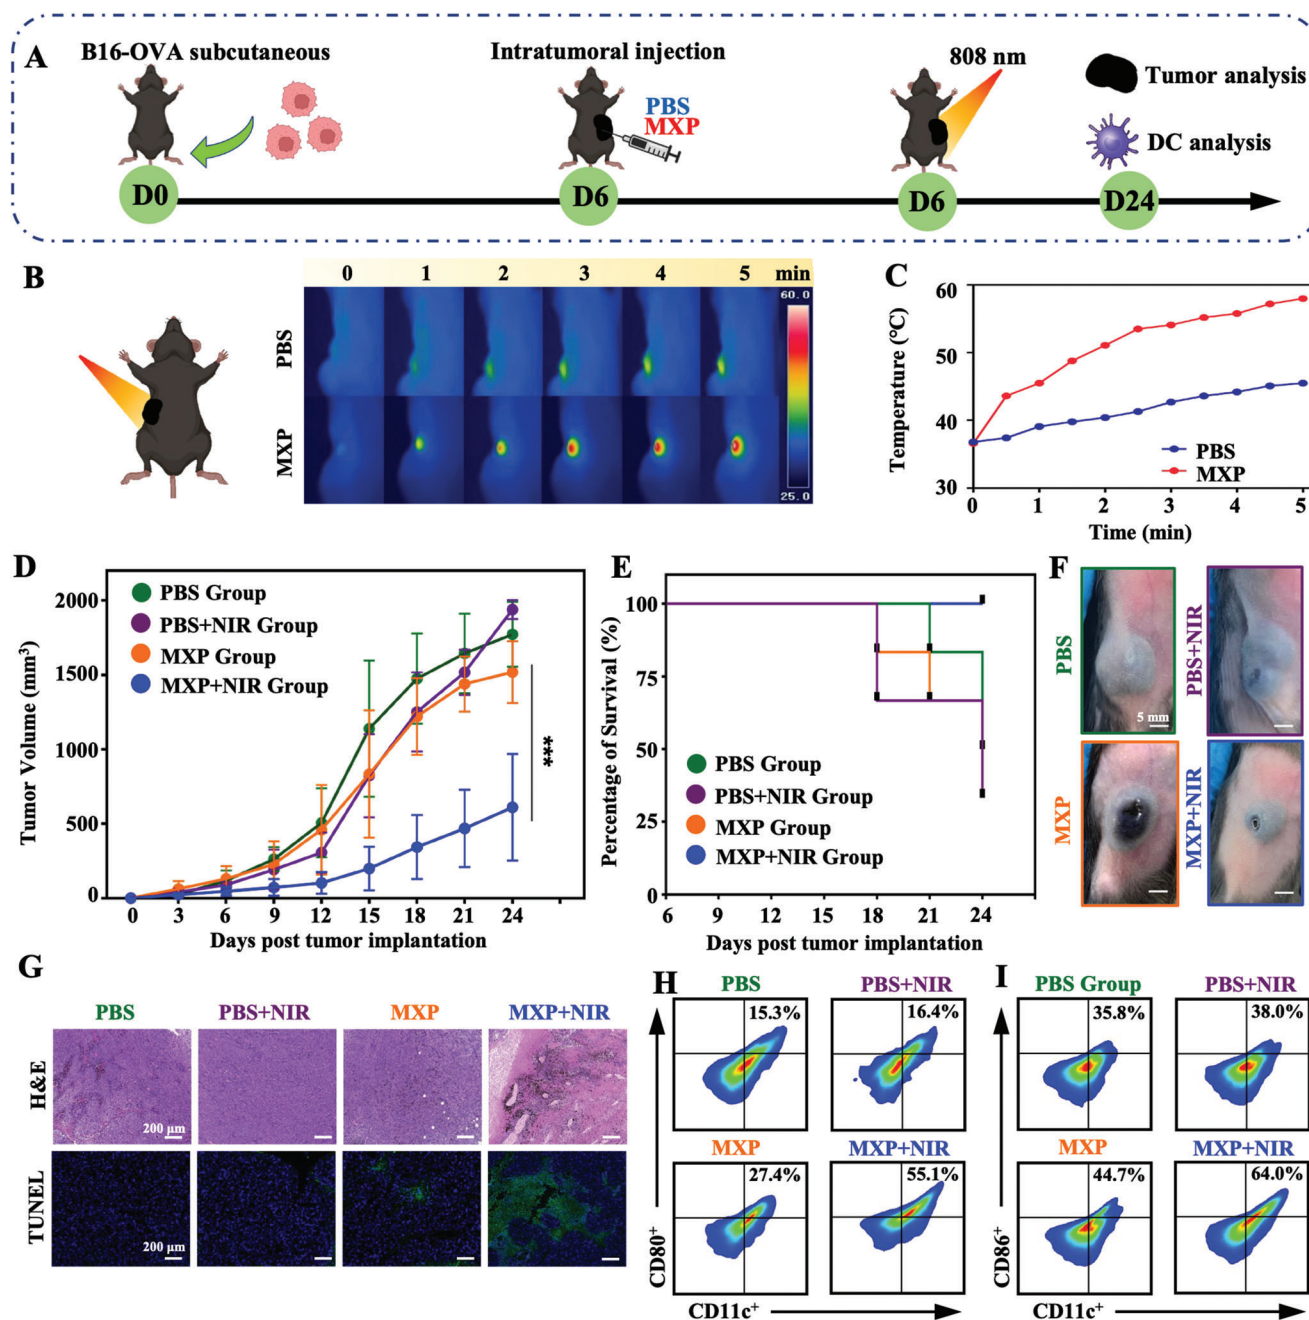 A
B16-OVA subcutaneous
Intratumoral injection
PBS
MXP
808 nm
Tumor analysis
DC analysis
D0
D6
D6
D24
B
0 1 2 3 4 5 min
PBS
MXP
60.0
25.0
C
Temperature (°C)
60
50
40
30
PBS
MXP
0 1 2 3 4 5
Time (min)
D
Tumor Volume (mm³)
2000
1500
1000
500
0
PBS Group
PBS+NIR Group
MXP Group
MXP+NIR Group
***
0 3 6 9 12 15 18 21 24
Days post tumor implantation
E
Percentage of Survival (%)
100
75
50
25
0
PBS Group
PBS+NIR Group
MXP Group
MXP+NIR Group
6 9 12 15 18 21 24
Days post tumor implantation
F
PBS
5 mm
PBS+NIR
MXP
MXP+NIR
G
PBS PBS+NIR MXP MXP+NIR
H&E
200 μm
TUNEL
200 μm
H
PBS PBS+NIR
15.3% 16.4%
MXP MXP+NIR
27.4% 55.1%
CD80⁺
CD11c⁺
I
PBS Group PBS+NIR
35.8% 38.0%
MXP MXP+NIR
44.7% 64.0%
CD86⁺
CD11c⁺